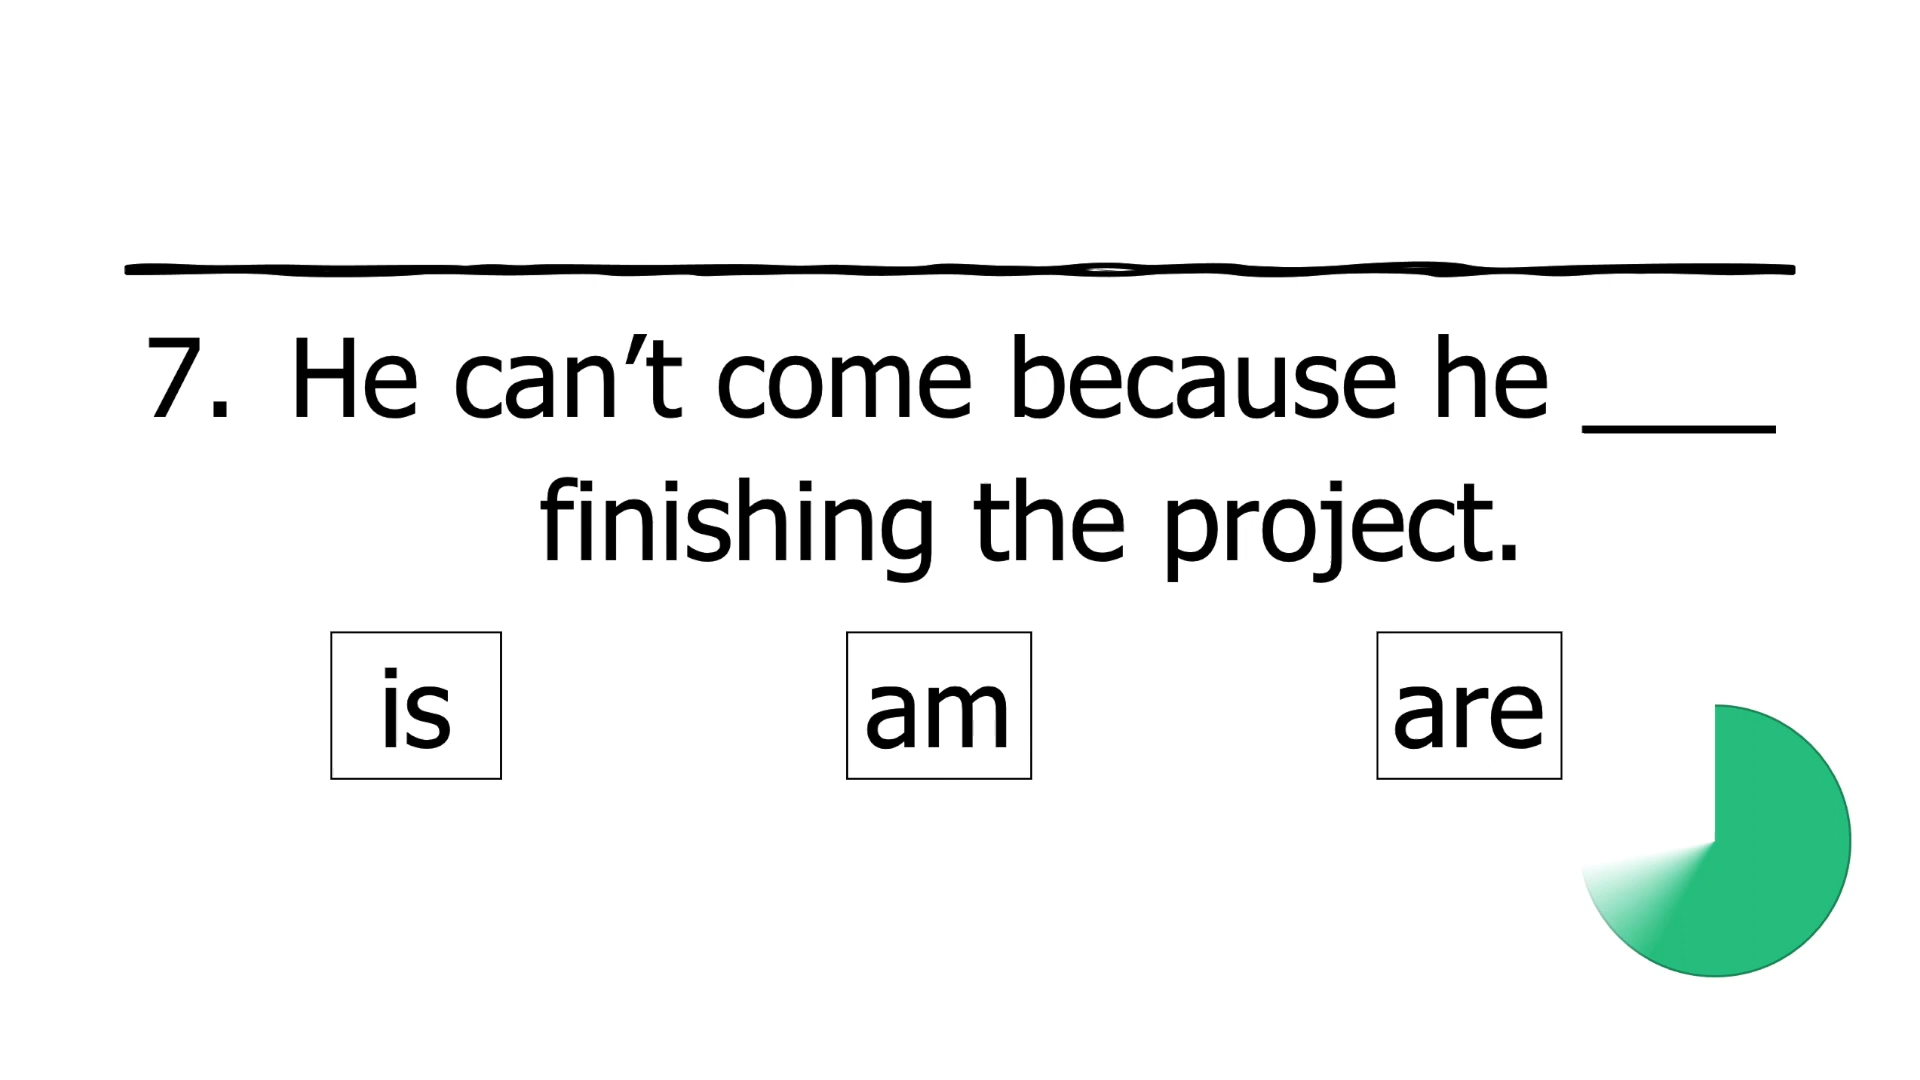 7. He can’t come because he ____
finishing the project.
is am are